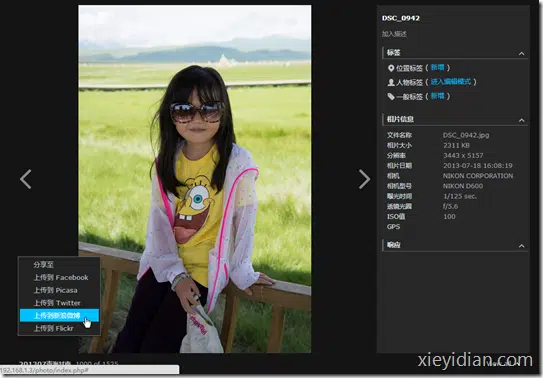 DSC_0942
加入描述
标签
位置标签 ( 新增 )
人物标签 ( 进入编辑模式 )
一般标签 ( 新增 )
相片信息
文件名称 DSC_0942.jpg
相片大小 2311 KB
分辨率 3443 x 5157
相片日期 2013-07-18 16:08:19
相机 NIKON CORPORATION
相机型号 NIKON D600
曝光时间 1/125 sec.
透镜光圈 f/5.6
ISO值 100
GPS
响应
分享至
上传到 Facebook
上传到 Picasa
上传到 Twitter
上传到新浪微博
上传到 Flickr
1000 of 1525
192.168.1.3/photo/index.php#
xieyidian.com